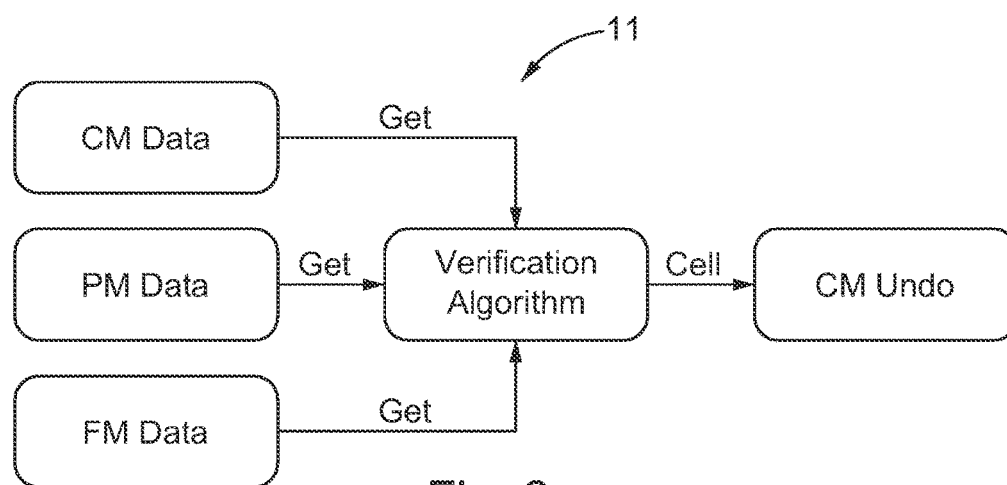 11
CM Data
Get
PM Data
Get
Verification
Algorithm
Cell
CM Undo
FM Data
Get